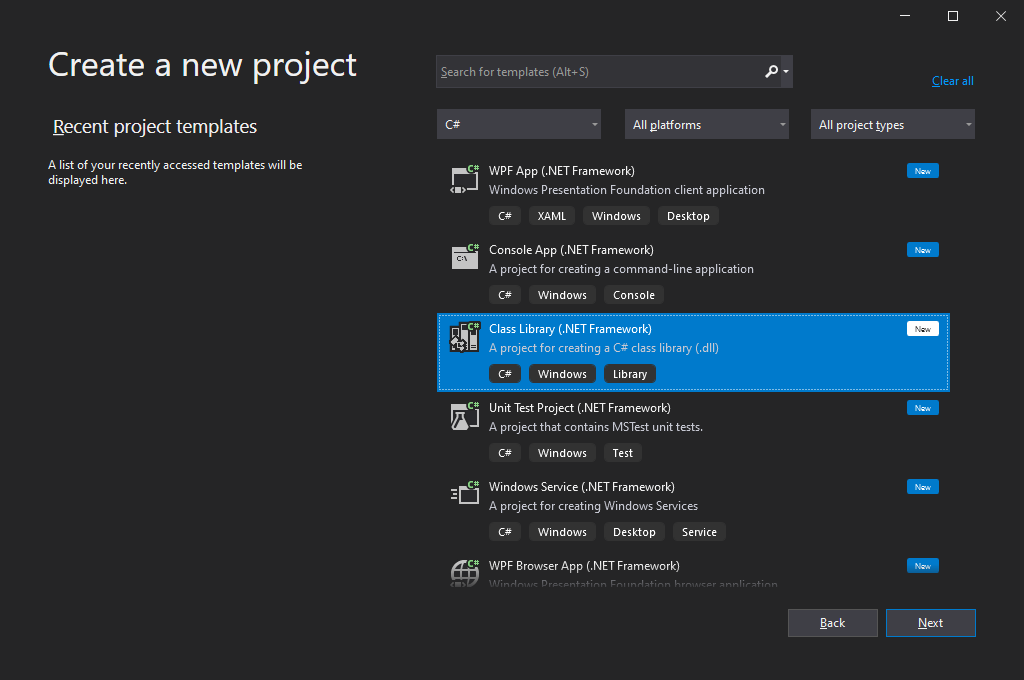 Create a new project
Recent project templates
A list of your recently accessed templates will be
displayed here.
Search for templates (Alt+S)
Clear all
C#
All platforms
All project types
WPF App (.NET Framework)
New
Windows Presentation Foundation client application
C# XAML Windows Desktop
Console App (.NET Framework)
New
A project for creating a command-line application
C# Windows Console
Class Library (.NET Framework)
New
A project for creating a C# class library (.dll)
C# Windows Library
Unit Test Project (.NET Framework)
New
A project that contains MSTest unit tests.
C# Windows Test
Windows Service (.NET Framework)
New
A project for creating Windows Services
C# Windows Desktop Service
WPF Browser App (.NET Framework)
New
Windows Presentation Foundation browser application
Back
Next